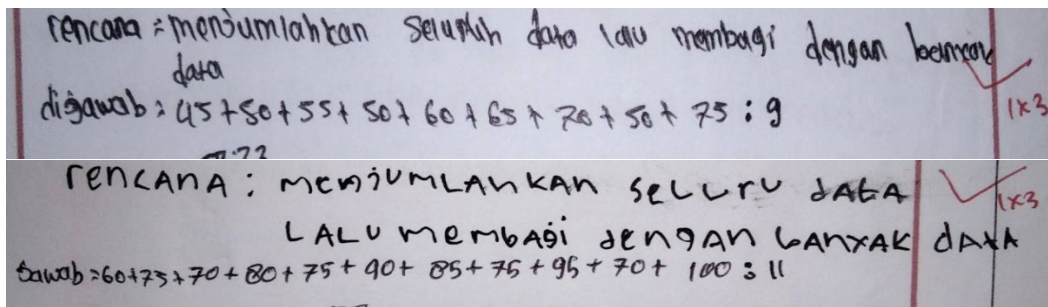 rencana : menjumlahkan seluruh data lalu membagi dengan banyak
data
dijawab : 45+50+55+50+60+65+70+50+75 : 9
1x3
rencANA : menjumLAhkAn seluru dAtA
1x3
LALU membAgi dengAn bAnyAk dAtA
Jawab =60+75+70+80+75+90+85+75+95+70+100 : 11